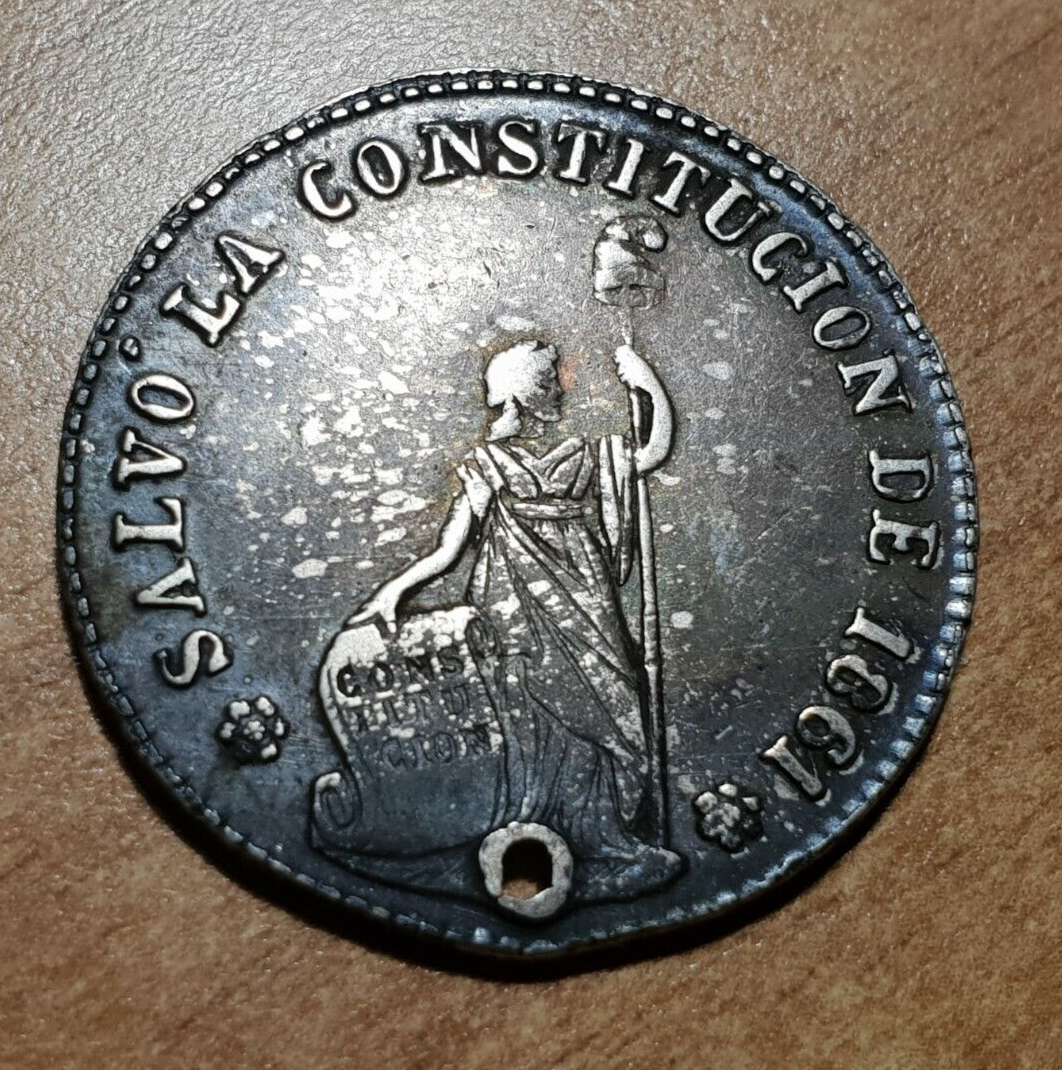 SALVO LA CONSTITUCION DE 1861
CONS
TITU
CION